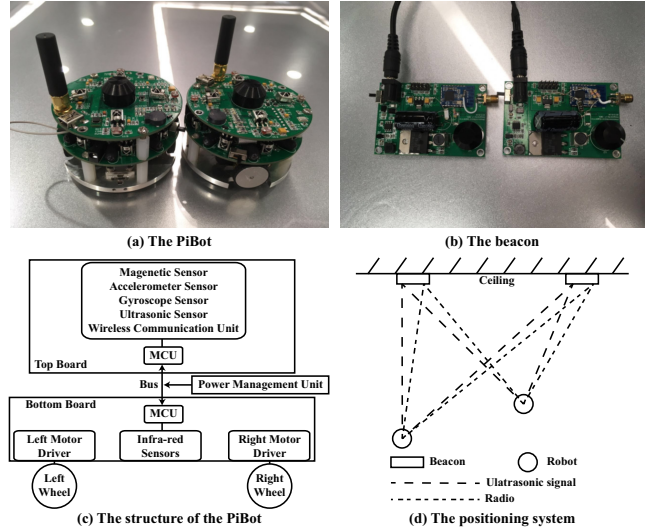 (a) The PiBot
(b) The beacon
Magenetic Sensor
Accelerometer Sensor
Gyroscope Sensor
Ultrasonic Sensor
Wireless Communication Unit
MCU
Top Board
Bus
Power Management Unit
Bottom Board
MCU
Left Motor
Driver
Infra-red
Sensors
Right Motor
Driver
Left
Wheel
Right
Wheel
(c) The structure of the PiBot
Ceiling
Beacon
Robot
Ulatrasonic signal
Radio
(d) The positioning system